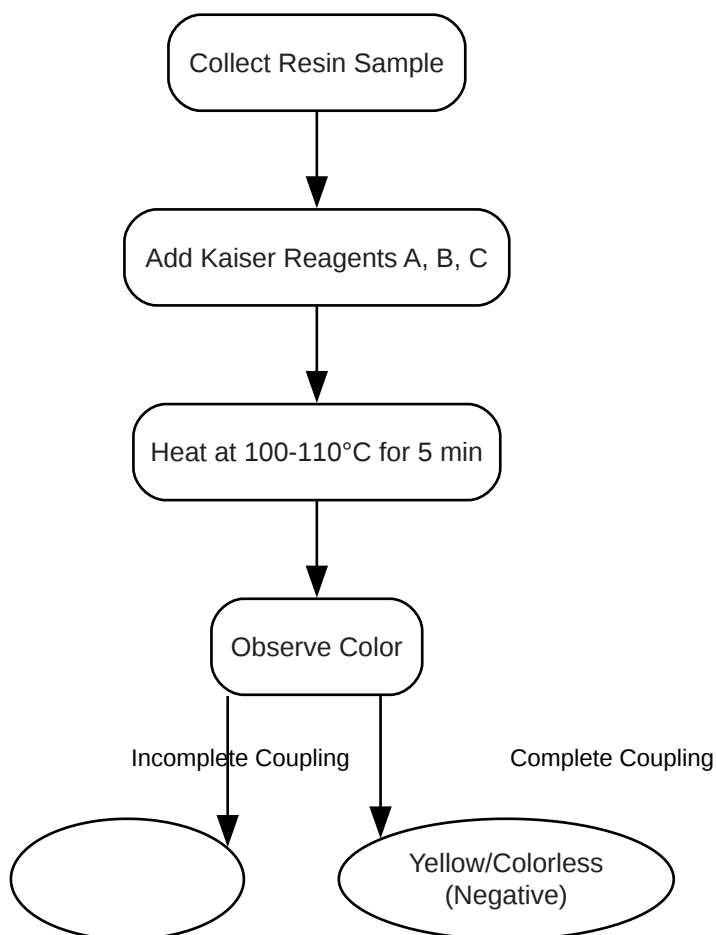 Collect Resin Sample
Add Kaiser Reagents A, B, C
Heat at 100-110°C for 5 min
Observe Color
Incomplete Coupling
Complete Coupling
Yellow/Colorless
(Negative)